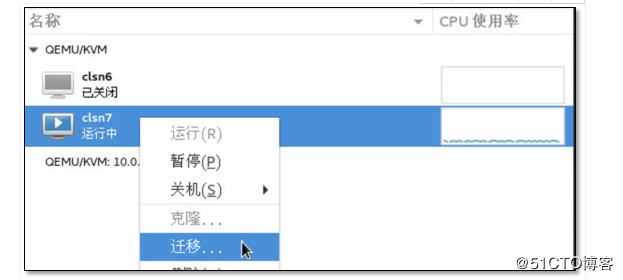 名称 CPU 使用率
QEMU/KVM
clsn6
已关闭
clsn7
运行中
运行(R)
暂停(P)
QEMU/KVM: 10.0.
关机(S)
克隆...
迁移...
@51CTO博客